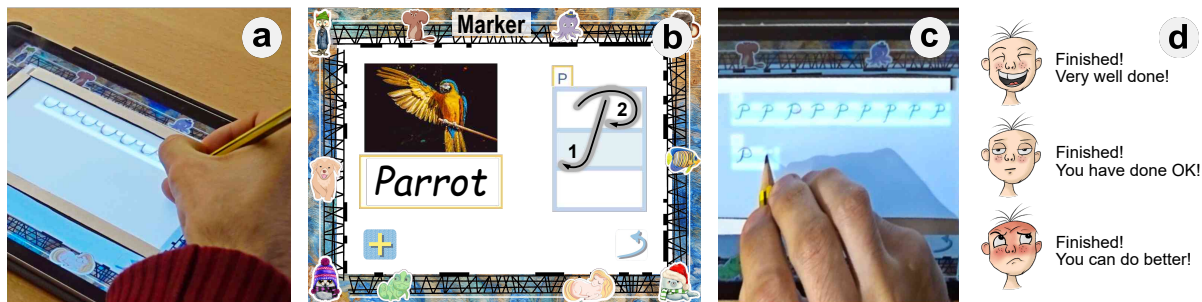 a
Marker
b
P
1
2
Parrot
c
P P P P P P P P P P
P
d
Finished!
Very well done!
Finished!
You have done OK!
Finished!
You can do better!